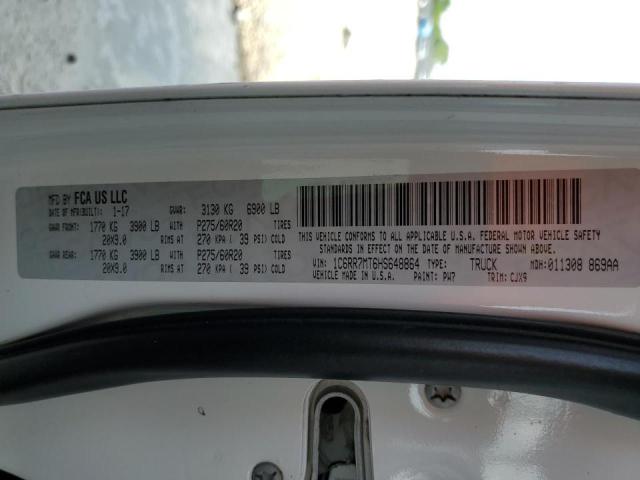 MFD BY FCA US LLC
DATE OF MFR(BUILT): 1-17 GVWR: 3130 KG 6900 LB
GAWR FRONT: 1770 KG 3900 LB WITH P275/60R20 TIRES
20X9.0 RIMS AT 270 KPA ( 39 PSI) COLD
GAWR REAR: 1770 KG 3900 LB WITH P275/60R20 TIRES
20X9.0 RIMS AT 270 KPA ( 39 PSI) COLD
THIS VEHICLE CONFORMS TO ALL APPLICABLE U.S.A. FEDERAL MOTOR VEHICLE SAFETY
STANDARDS IN EFFECT ON THE DATE OF MANUFACTURE SHOWN ABOVE.
VIN: 1C6RR7MT6HS648864 TYPE: TRUCK MDH: 011308 869AA
VEHICLE MADE IN U.S.A. PAINT: PW7 TRIM: CJX9